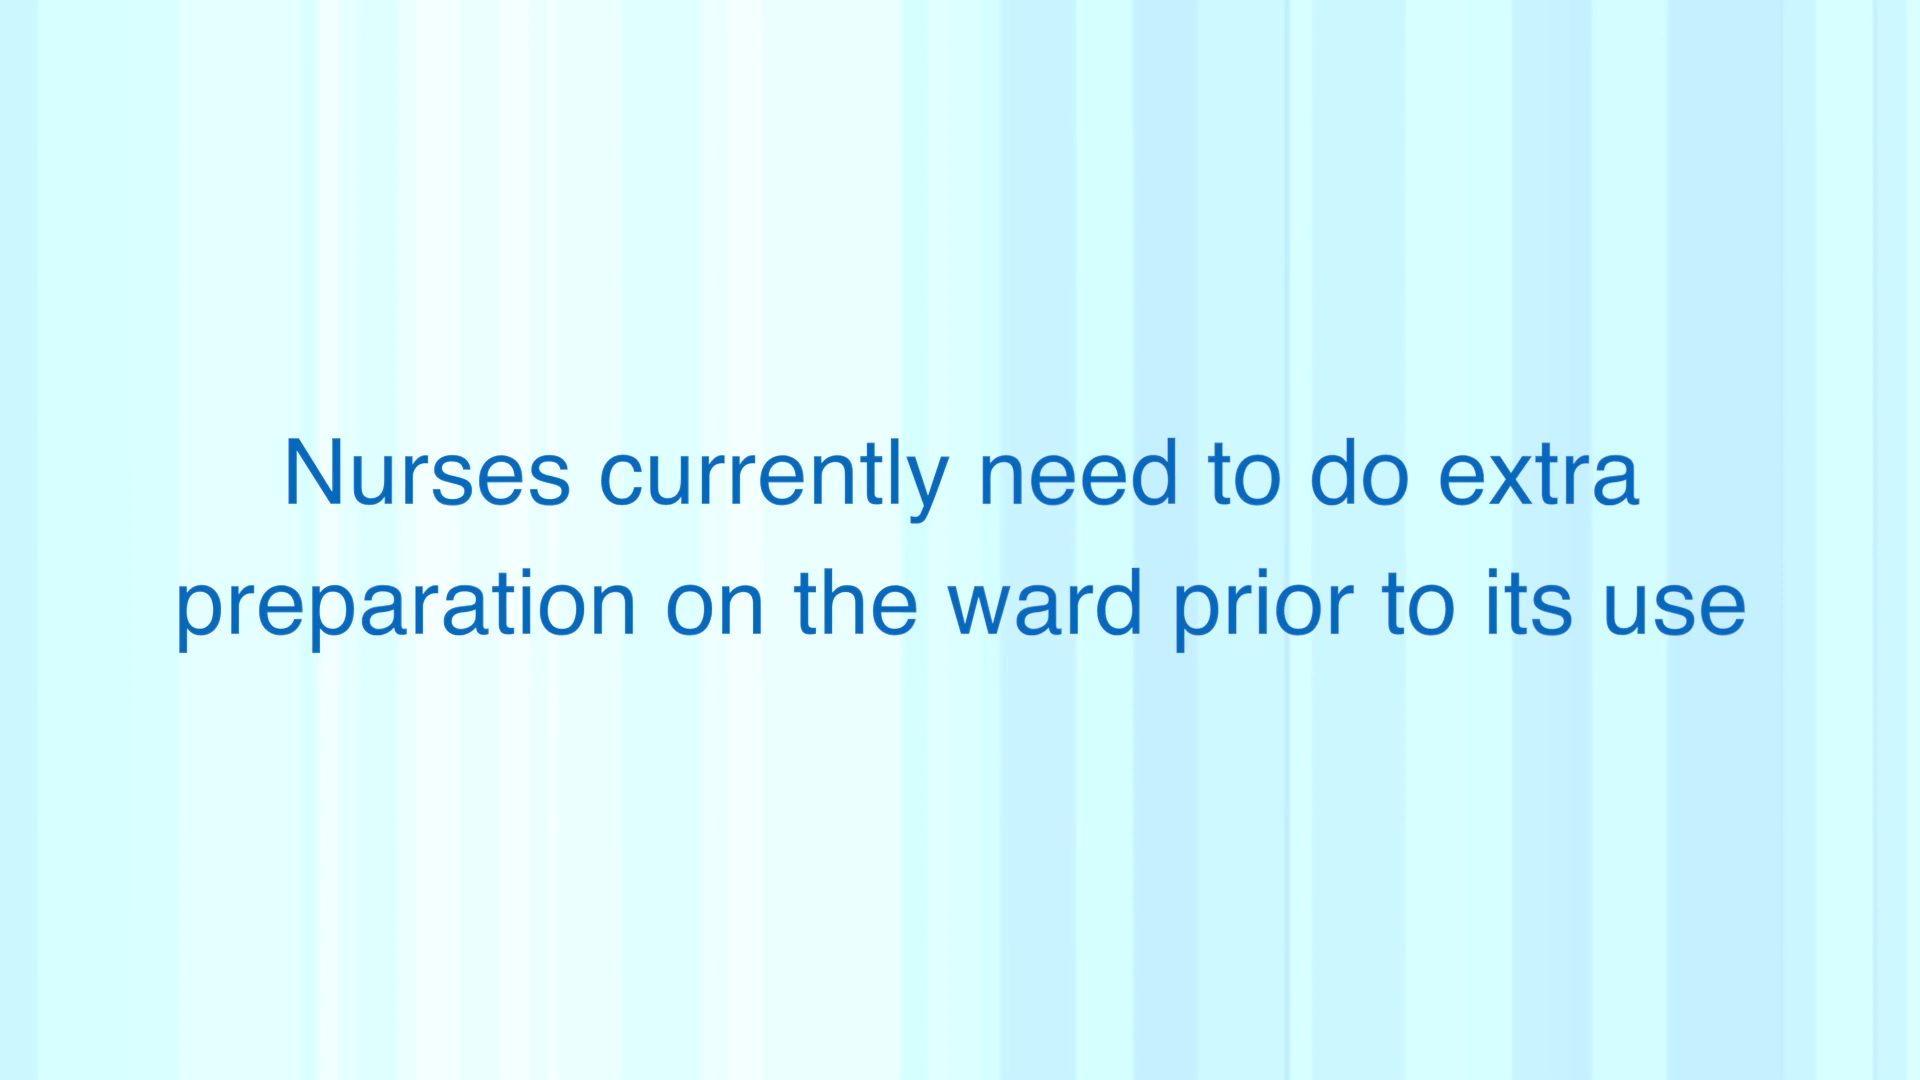 Nurses currently need to do extra
preparation on the ward prior to its use